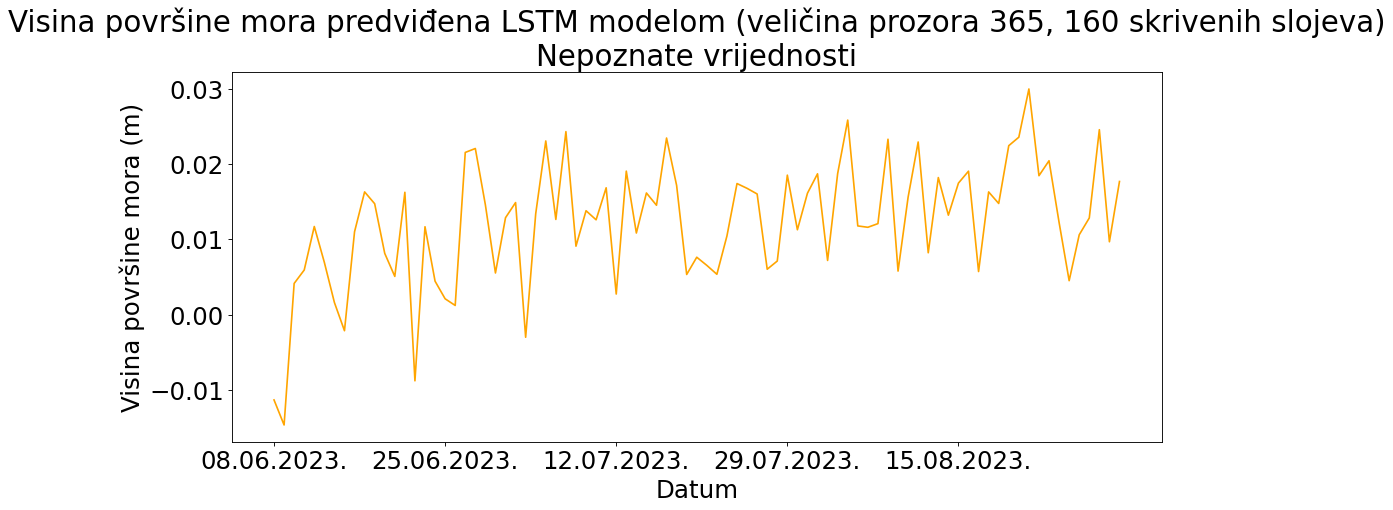 Visina površine mora predviđena LSTM modelom (veličina prozora 365, 160 skrivenih slojeva)
Nepoznate vrijednosti
Visina površine mora (m)
0.03
0.02
0.01
0.00
−0.01
08.06.2023. 25.06.2023. 12.07.2023. 29.07.2023. 15.08.2023.
Datum